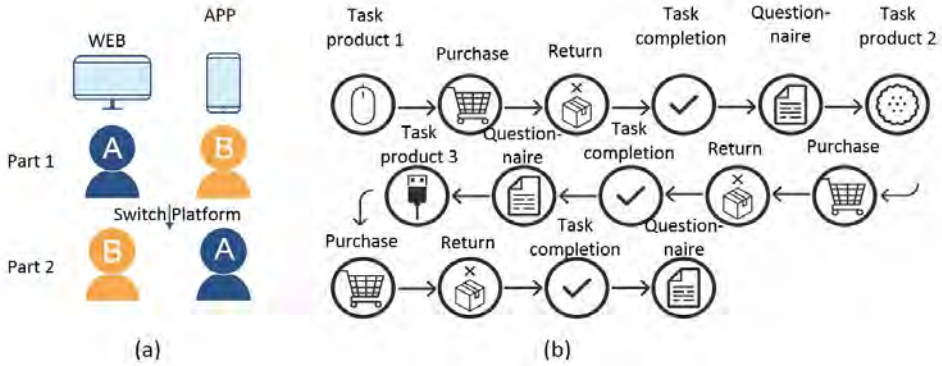 WEB
APP
A
B
Part 1
Switch Platform
B
A
Part 2
(a)
Task
product 1
Purchase
Return
Task
completion
Question-
naire
Task
product 2
Purchase
Return
Task
completion
Question-
naire
Task
product 3
Purchase
Return
Task
completion
Question-
naire
(b)